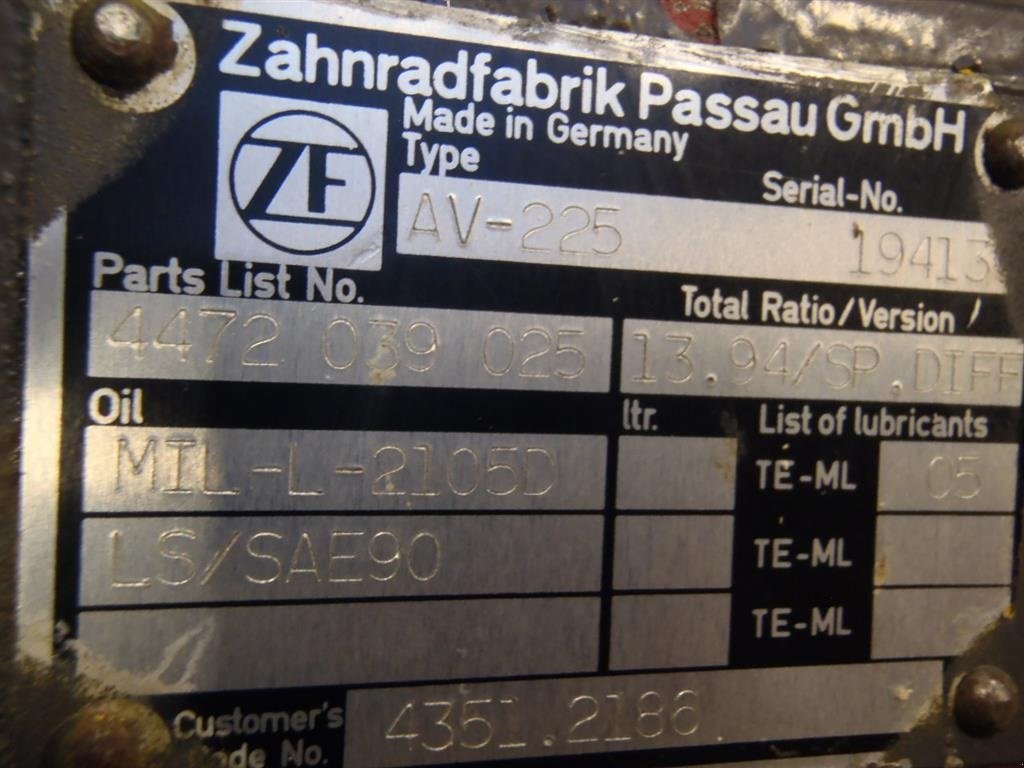 Zahnradfabrik Passau GmbH
ZF
Made in Germany
Type
Serial-No.
AV-225 19413
Parts List No.
Total Ratio/Version
4472 039 025
13.94/SP.DIFF
Oil ltr. List of lubricants
MIL-L-2105D TE-ML 05
LS/SAE90 TE-ML
TE-ML
Customer's 4351.2186
No.